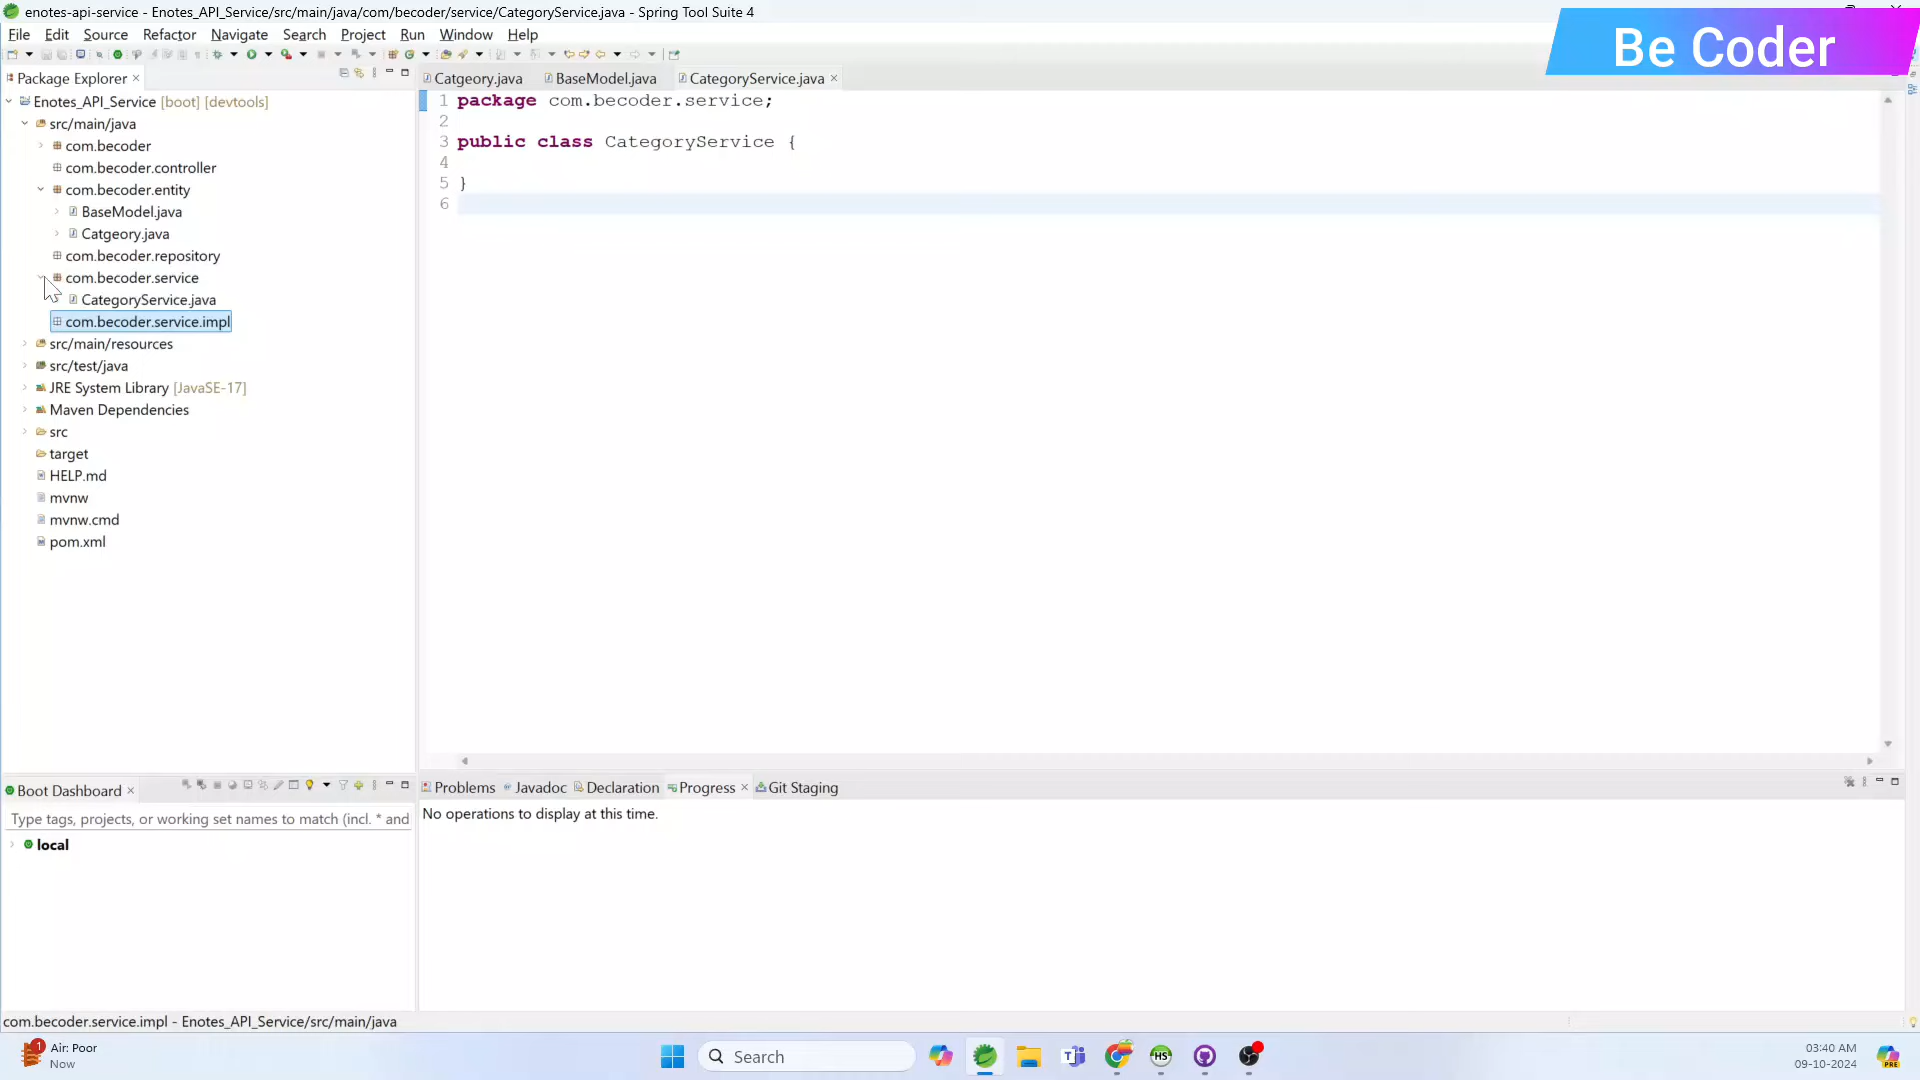 enotes-api-service - Enotes_API_Service/src/main/java/com/becoder/service/CategoryService.java - Spring Tool Suite 4
Be Coder
File Edit Source Refactor Navigate Search Project Run Window Help
Package Explorer
Catgeory.java BaseModel.java CategoryService.java
Enotes_API_Service [boot] [devtools]
src/main/java
com.becoder
com.becoder.controller
com.becoder.entity
BaseModel.java
Catgeory.java
com.becoder.repository
com.becoder.service
CategoryService.java
com.becoder.service.impl
src/main/resources
src/test/java
JRE System Library [JavaSE-17]
Maven Dependencies
src
target
HELP.md
mvnw
mvnw.cmd
pom.xml
1 package com.becoder.service;
2
3 public class CategoryService {
4
5 }
6
Boot Dashboard
Type tags, projects, or working set names to match (incl. * and
local
Problems Javadoc Declaration Progress Git Staging
No operations to display at this time.
com.becoder.service.impl - Enotes_API_Service/src/main/java
1
Air: Poor
Now
Search
HS
PRE
03:40 AM
09-10-2024